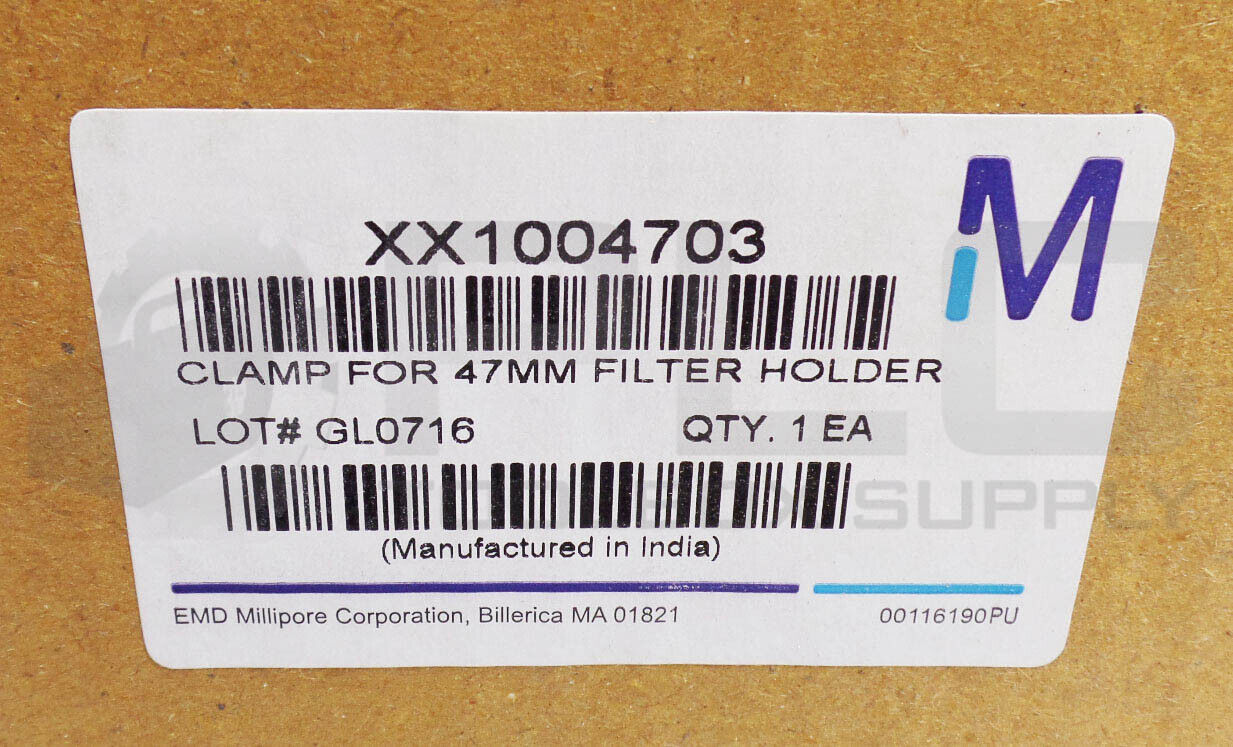 XX1004703
CLAMP FOR 47MM FILTER HOLDER
LOT# GL0716 QTY. 1 EA
(Manufactured in India)
EMD Millipore Corporation, Billerica MA 01821 00116190PU
M
SUPPLY